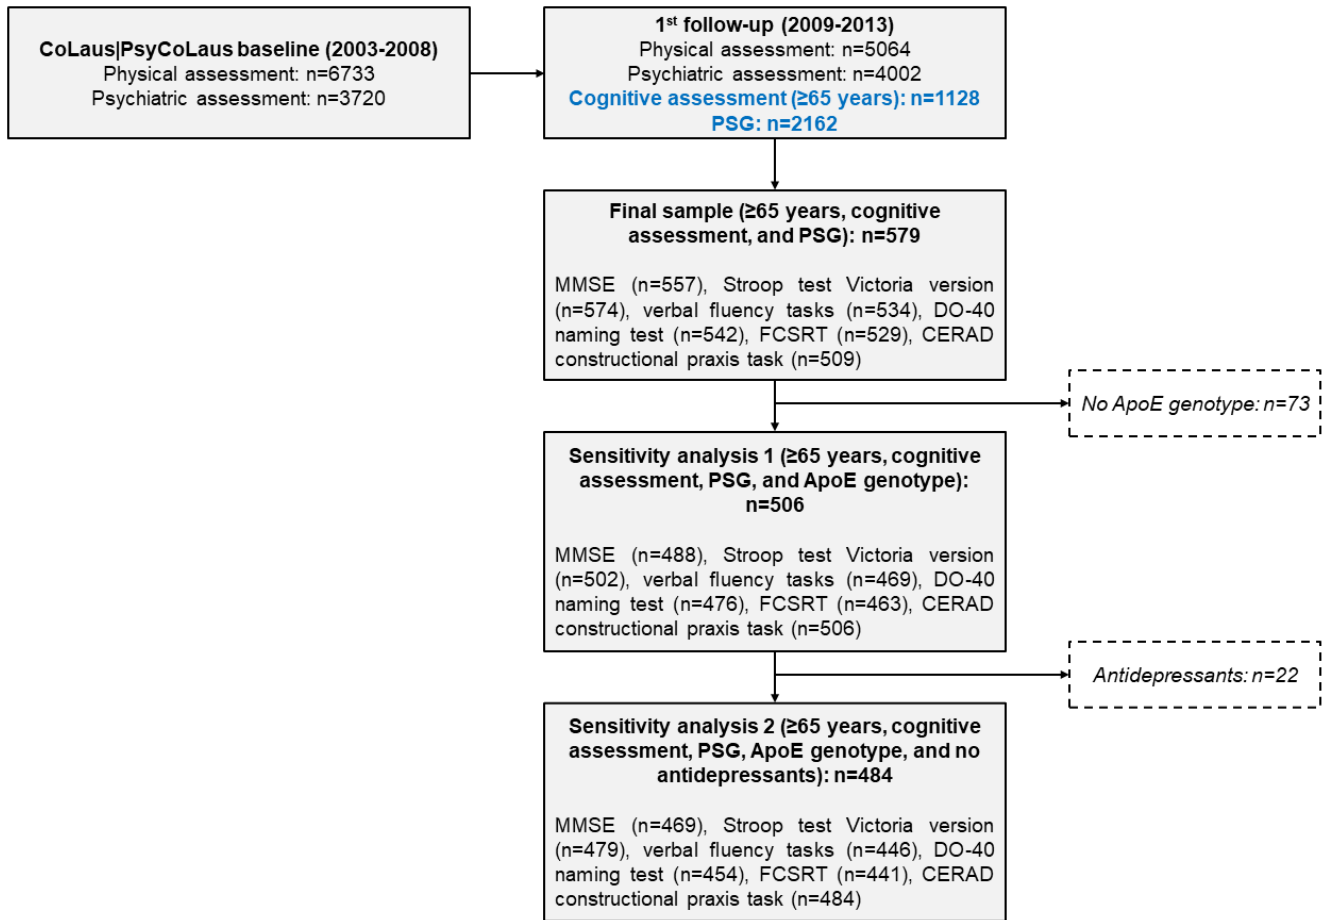 CoLaus|PsyCoLaus baseline (2003-2008)
Physical assessment: n=6733
Psychiatric assessment: n=3720
1st follow-up (2009-2013)
Physical assessment: n=5064
Psychiatric assessment: n=4002
Cognitive assessment (≥65 years): n=1128
PSG: n=2162
Final sample (≥65 years, cognitive
assessment, and PSG): n=579
MMSE (n=557), Stroop test Victoria version
(n=574), verbal fluency tasks (n=534), DO-40
naming test (n=542), FCSRT (n=529), CERAD
constructional praxis task (n=509)
No ApoE genotype: n=73
Sensitivity analysis 1 (≥65 years, cognitive
assessment, PSG, and ApoE genotype):
n=506
MMSE (n=488), Stroop test Victoria version
(n=502), verbal fluency tasks (n=469), DO-40
naming test (n=476), FCSRT (n=463), CERAD
constructional praxis task (n=506)
Antidepressants: n=22
Sensitivity analysis 2 (≥65 years, cognitive
assessment, PSG, ApoE genotype, and no
antidepressants): n=484
MMSE (n=469), Stroop test Victoria version
(n=479), verbal fluency tasks (n=446), DO-40
naming test (n=454), FCSRT (n=441), CERAD
constructional praxis task (n=484)